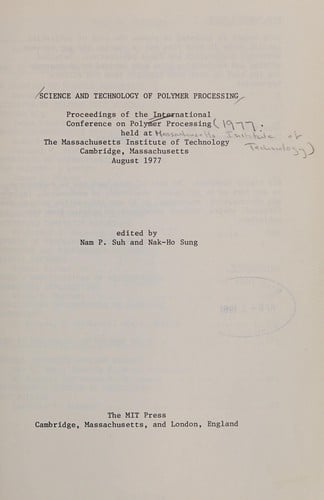 SCIENCE AND TECHNOLOGY OF POLYMER PROCESSING
Proceedings of the International
Conference on Polymer Processing (1977:
held at Massachusetts Institute of
The Massachusetts Institute of Technology Technology)
Cambridge, Massachusetts
August 1977
edited by
Nam P. Suh and Nak-Ho Sung
The MIT Press
Cambridge, Massachusetts, and London, England